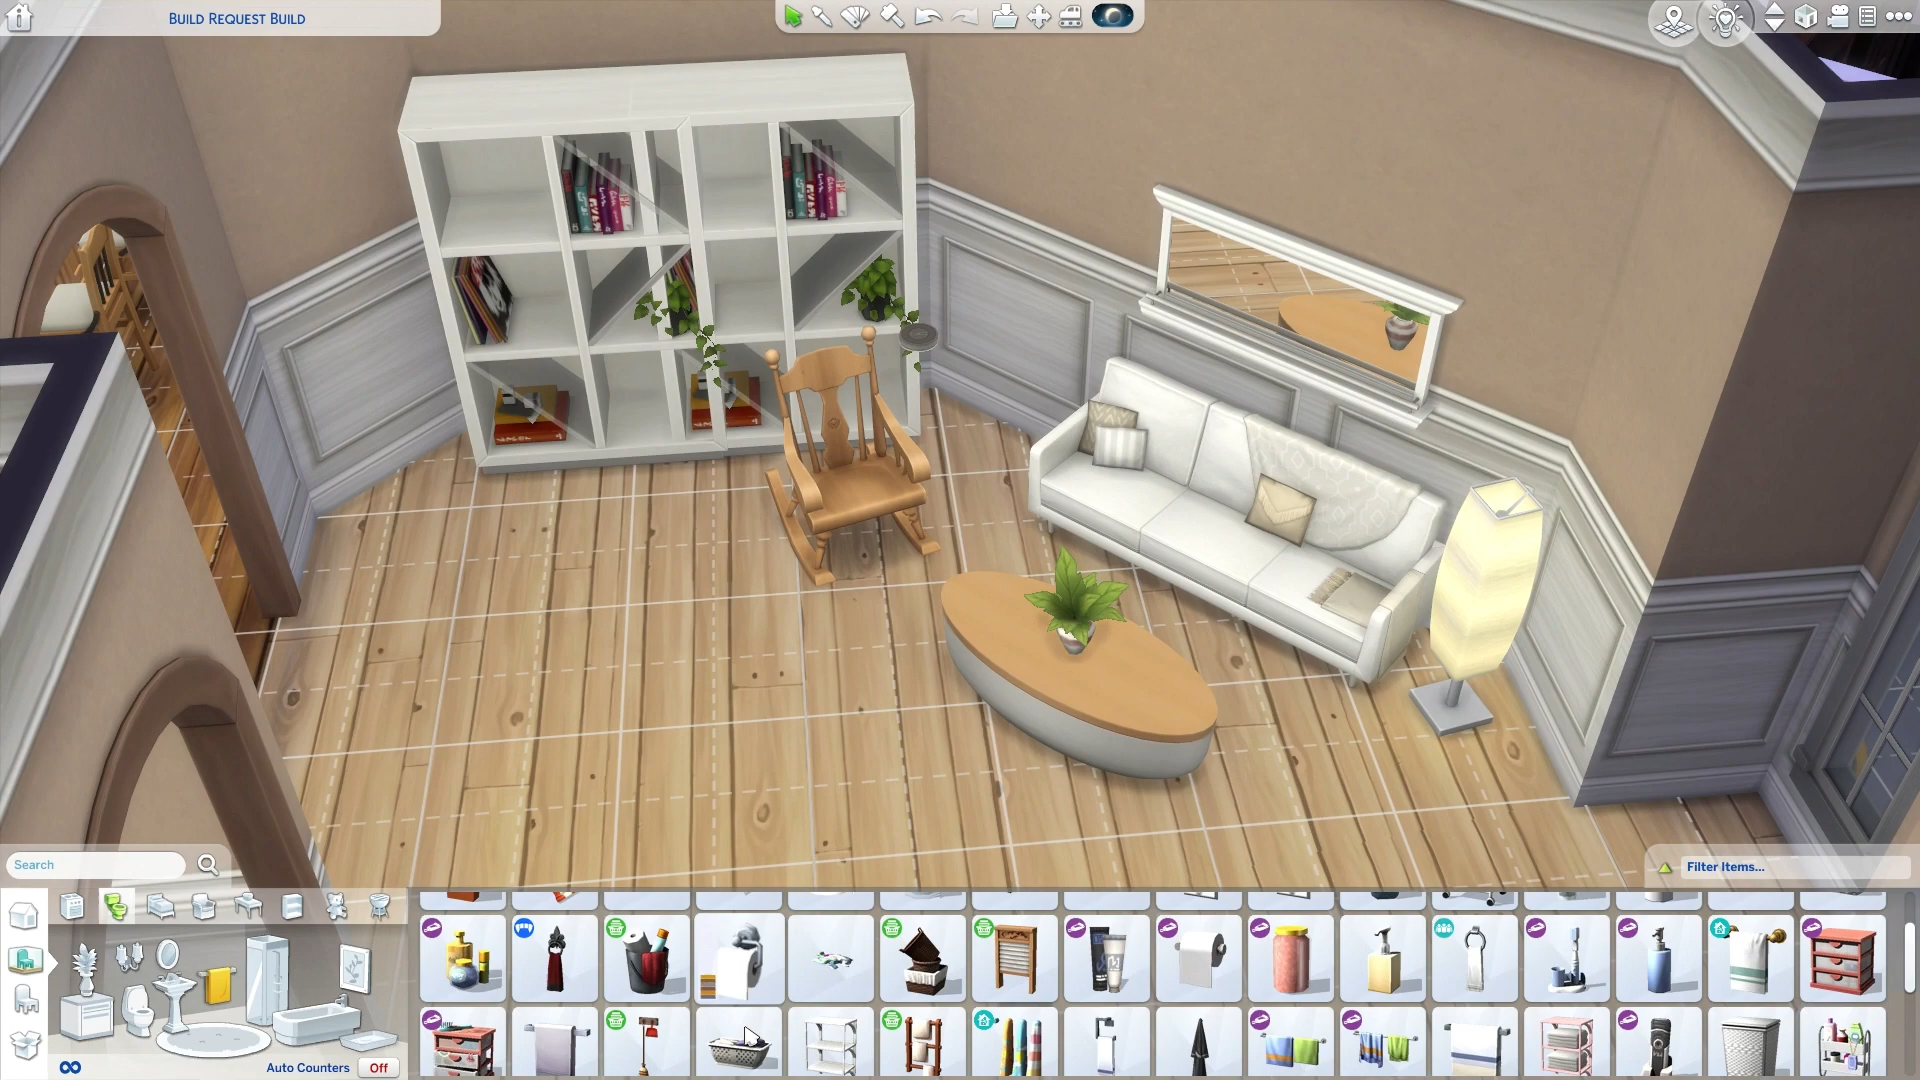 Build Request Build
Search
Filter Items...
Auto Counters
Off